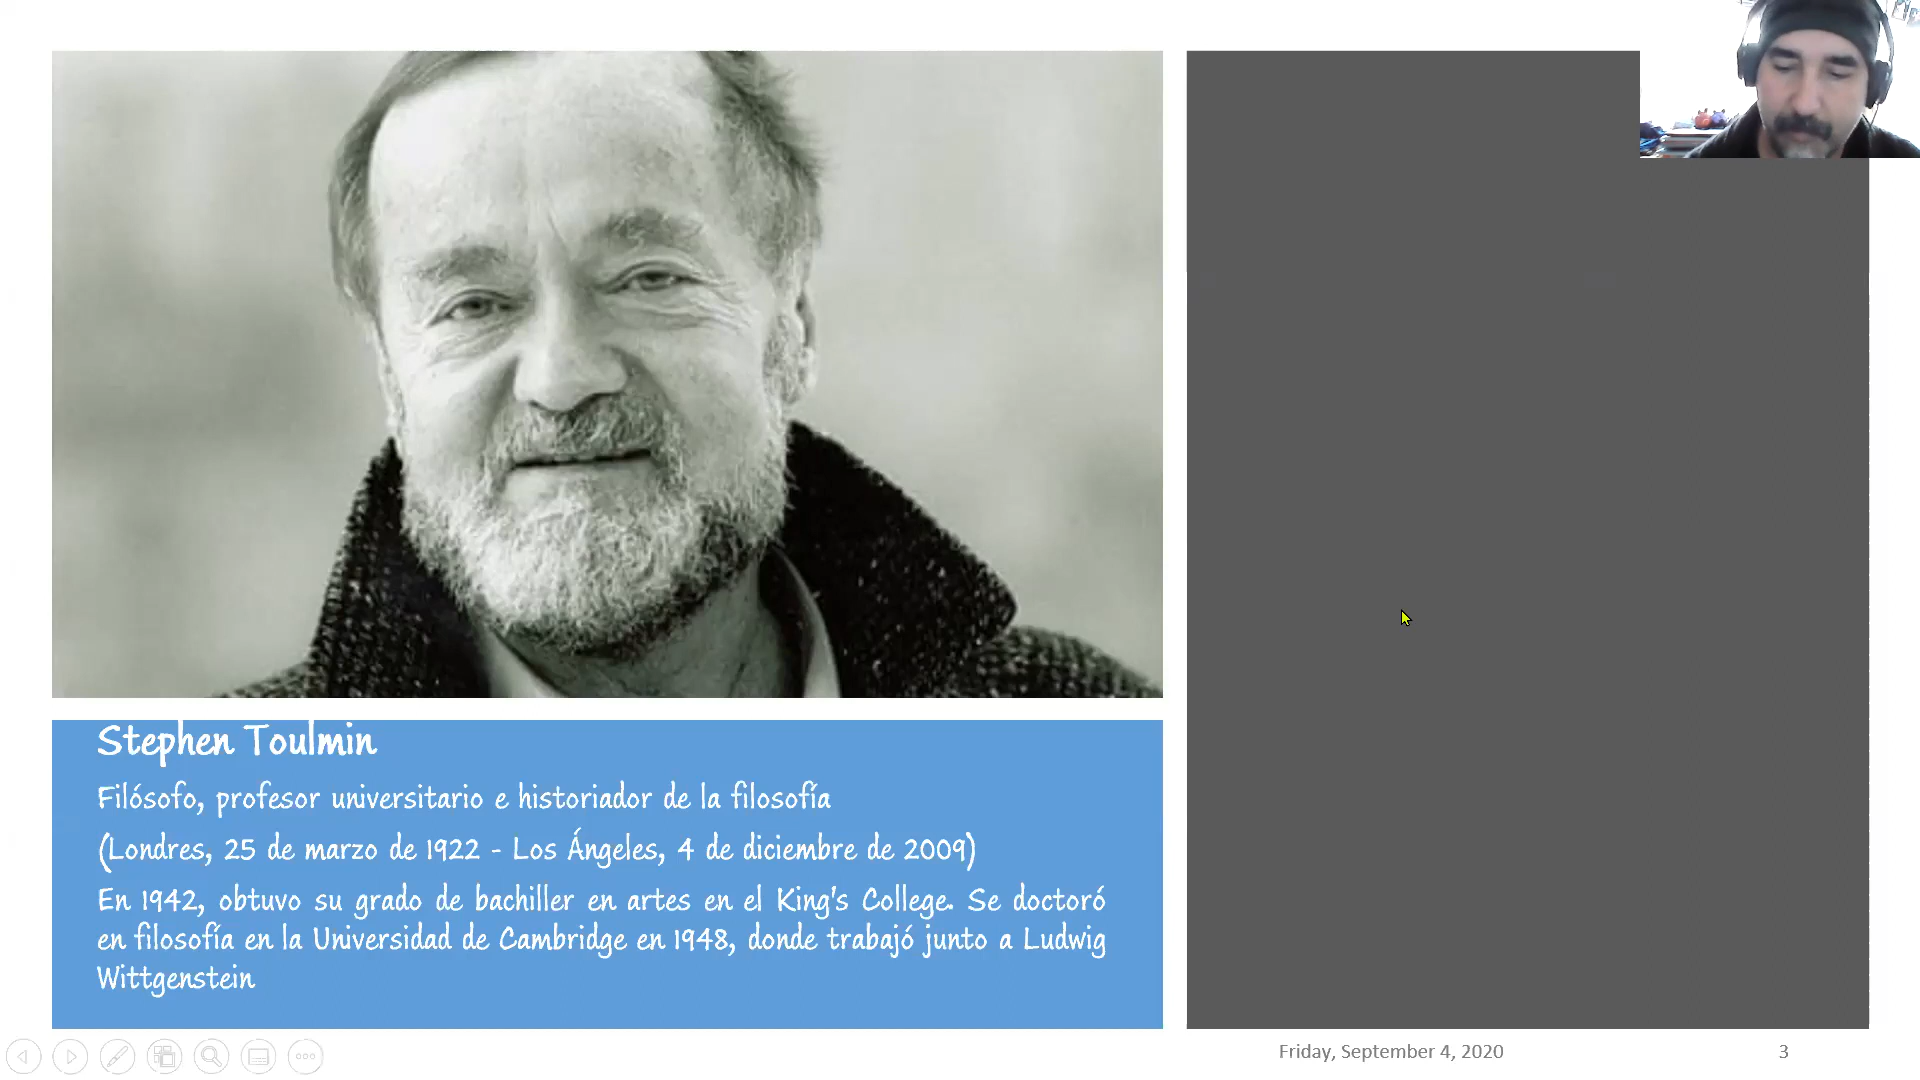 Stephen Toulmin
Filósofo, profesor universitario e historiador de la filosofía
(Londres, 25 de marzo de 1922 - Los Ángeles, 4 de diciembre de 2009)
En 1942, obtuvo su grado de bachiller en artes en el King's College. Se doctoró
en filosofía en la Universidad de Cambridge en 1948, donde trabajó junto a Ludwig
Wittgenstein
Friday, September 4, 2020
3